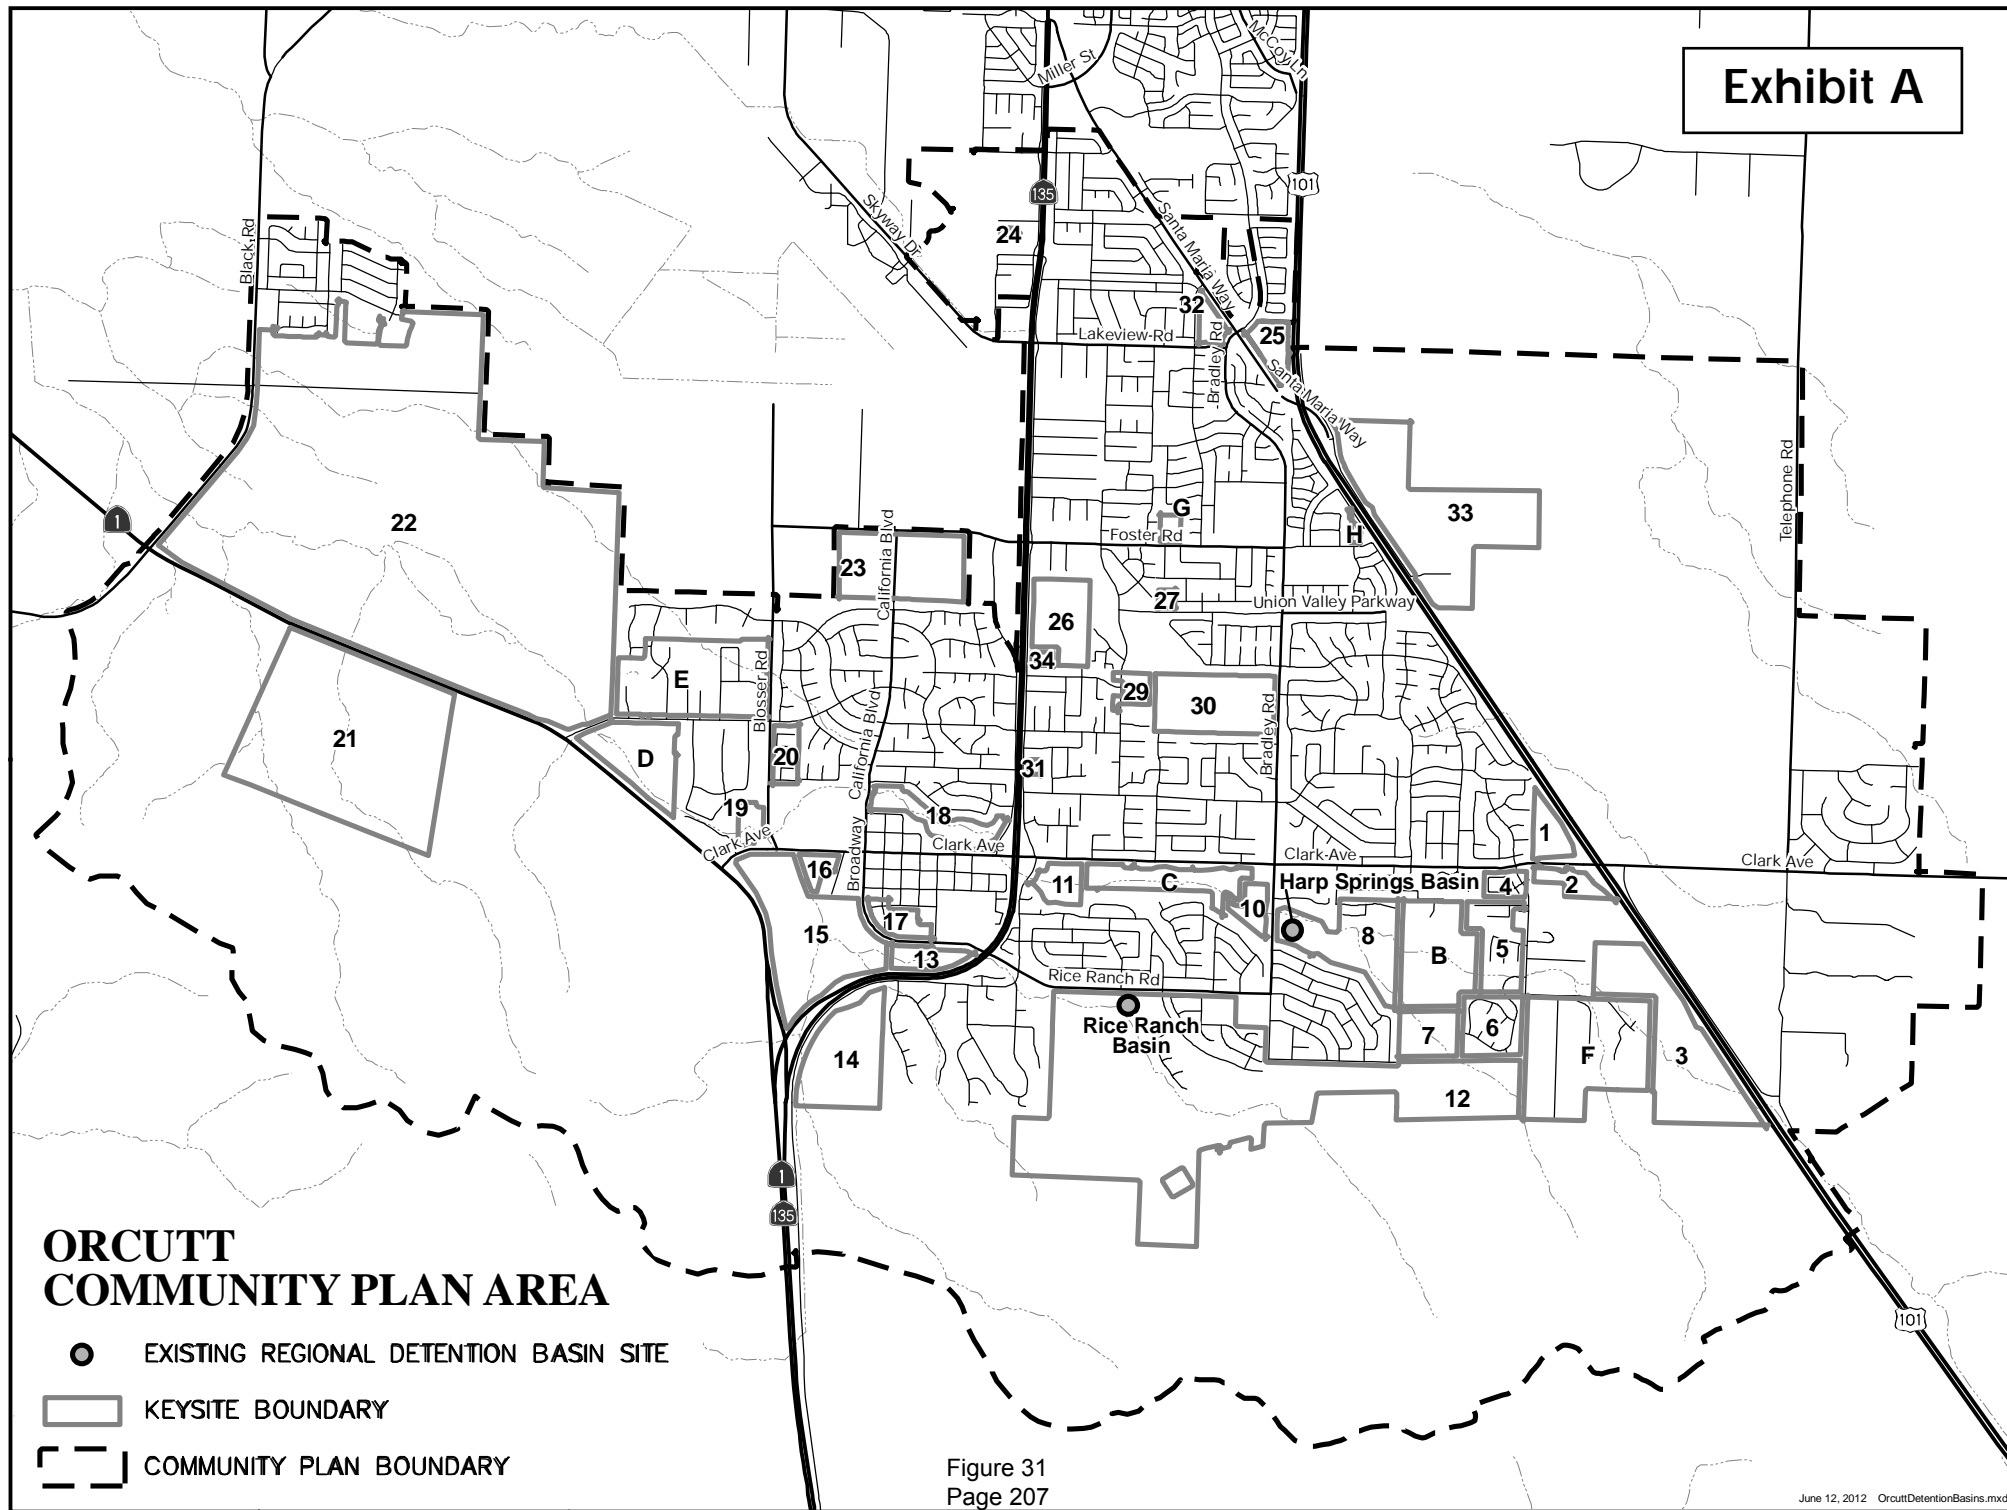 Exhibit A
McCoy Ln
Miller St
135
101
Skyway Dr
Santa Maria Way
Black Rd
24
32
25
Lakeview Rd
Bradley Rd
Santa Maria Way
Telephone Rd
1
22
G
Foster Rd
H
33
California Blvd
23
27
Union Valley Parkway
26
34
E
Blosser Rd
29
30
Bradley Rd
21
D
20
California Blvd
31
19
18
1
Clark Ave
Broadway
Clark Ave
Clark Ave
Clark Ave
16
11
C
Harp Springs Basin
4
2
10
17
15
8
B
5
13
Rice Ranch Rd
Rice Ranch
Basin
7
6
F
3
14
12
1
135
101
ORCUTT
COMMUNITY PLAN AREA
EXISTING REGIONAL DETENTION BASIN SITE
KEYSITE BOUNDARY
COMMUNITY PLAN BOUNDARY
Figure 31
Page 207
June 12, 2012 OrcuttDetentionBasins.mxd